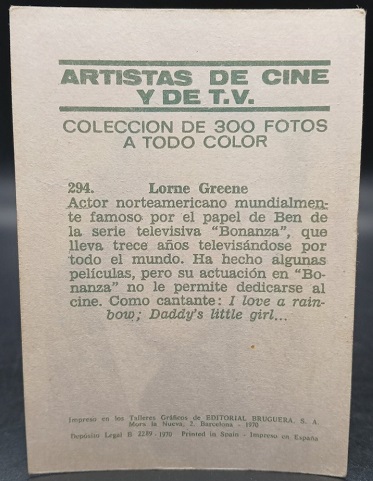 ARTISTAS DE CINE
Y DE T.V.
COLECCION DE 300 FOTOS
A TODO COLOR
294. Lorne Greene
Actor norteamericano mundialmen-
te famoso por el papel de Ben de
la serie televisiva "Bonanza", que
lleva trece años televisándose por
todo el mundo. Ha hecho algunas
películas, pero su actuación en "Bo-
nanza" no le permite dedicarse al
cine. Como cantante: I love a rain-
bow; Daddy's little girl...
Impreso en los Talleres Gráficos de EDITORIAL BRUGUERA, S. A.
Mora la Nueva, 2. Barcelona - 1970
Depósito Legal B. 2289-1970 Printed in Spain - Impreso en España